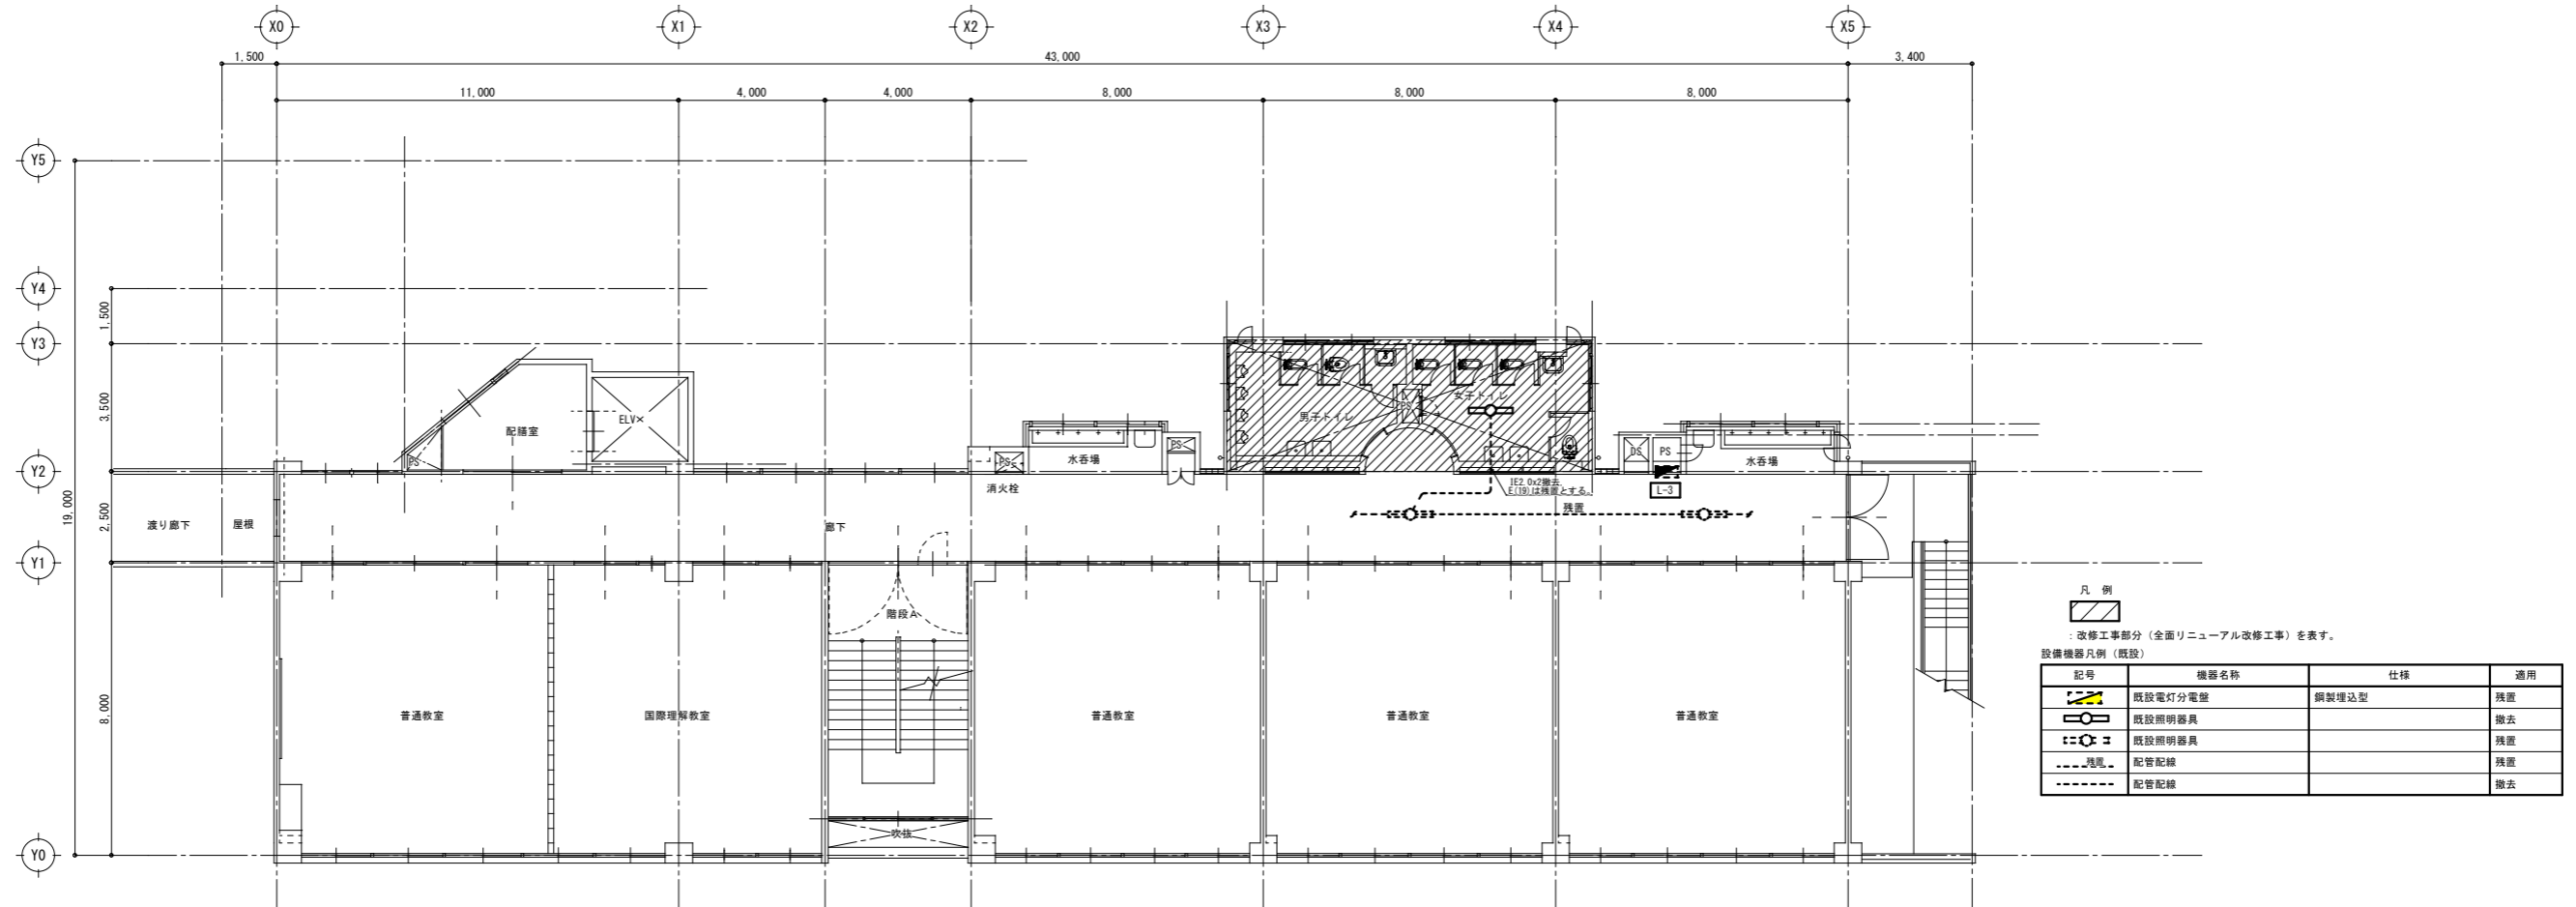 X0
X1
X2
X3
X4
X5
1,500
43,000
3,400
11,000
4,000
4,000
8,000
8,000
8,000
Y5
Y4
1,500
Y3
3,500
配膳室
ELV
PS
男子トイレ
PS
女子トイレ
PS
水呑場
PS
DS
PS
水呑場
Y2
19,000
2,500
消火栓
IE2.0x2撤去
E(19)は残置とする。
L-3
残置
渡り廊下
屋根
廊下
Y1
階段A
8,000
普通教室
国際理解教室
普通教室
普通教室
普通教室
吹抜
Y0
凡 例
：改修工事部分（全面リニューアル改修工事）を表す。
設備機器凡例（既設）
記号 機器名称 仕様 適用
既設電灯分電盤 鋼製埋込型 残置
既設照明器具 撤去
既設照明器具 残置
残置 配管配線 残置
配管配線 撤去